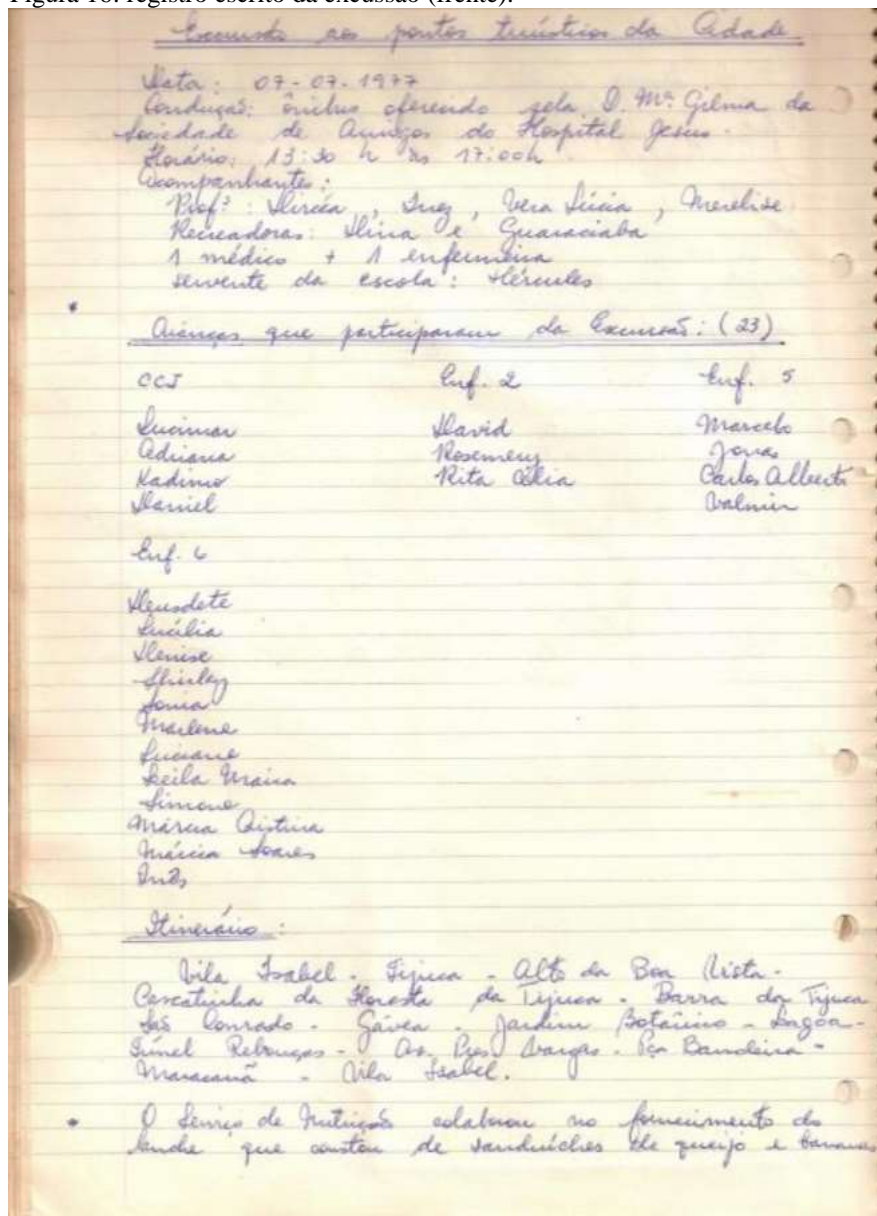 Figura 18: registro escrito da excussão (frente).
Excursão aos pontos turísticos da Cidade
Data: 07-07-1977
Condução: ônibus oferecido pela D. Mª Gilma da
Sociedade de Amigos do Hospital Jesus.
Horário: 13:30 h às 17:00h
Acompanhantes:
Profªs: Dircéa, Inez, Vera Lúcia, Merelise
Recreadoras: Dina e Guaraciaba
1 médico + 1 enfermeira
servente da escola: Hércules
Crianças que participaram da Excursão: (23)
CCJ Enf. 2 Enf. 5
Lucimar David Marcelo
Adriana Rosemery Jonas
Kadimo Rita Célia Carlos Alberto
Daniel Valmir
Enf. 6
Deusdete
Lucília
Denise
Shirley
Sonia
Marlene
Luciane
Leila Maira
Simone
Márcia Cristina
Márcia Soares
Inês
Itinerário:
Vila Isabel - Tijuca - Alto da Boa Vista -
Cascatinha da Floresta da Tijuca - Barra da Tijuca
São Conrado - Gávea - Jardim Botânico - Lagoa -
Túnel Rebouças - Av. Pres. Vargas - Pça Bandeira -
Maracanã - Vila Isabel.
O Serviço de Nutrição colaborou no fornecimento do
lanche que constou de sanduíches de queijo e bananas